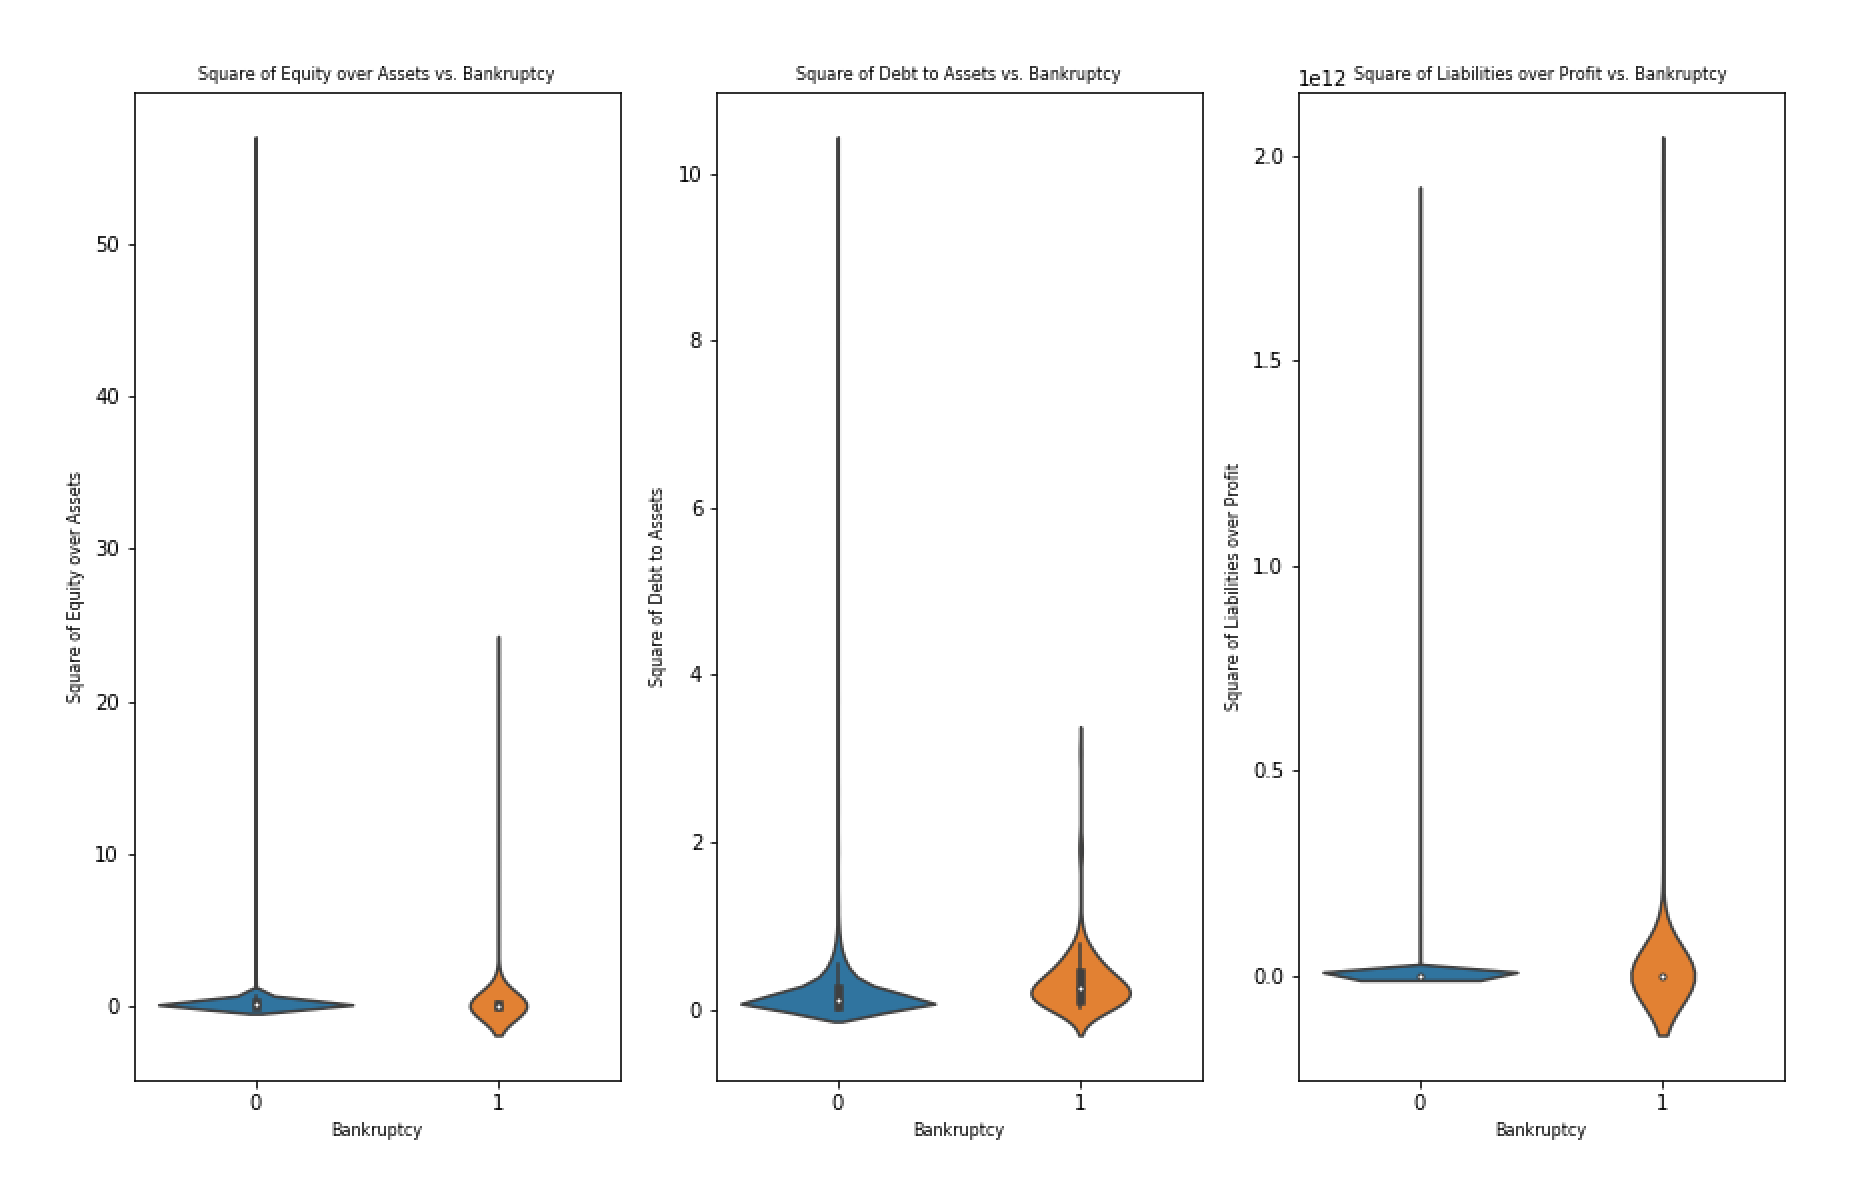 Square of Equity over Assets vs. Bankruptcy
Square of Equity over Assets
50
40
30
20
10
0
0 1
Bankruptcy
Square of Debt to Assets vs. Bankruptcy
Square of Debt to Assets
10
8
6
4
2
0
0 1
Bankruptcy
1e12 Square of Liabilities over Profit vs. Bankruptcy
Square of Liabilities over Profit
2.0
1.5
1.0
0.5
0.0
0 1
Bankruptcy